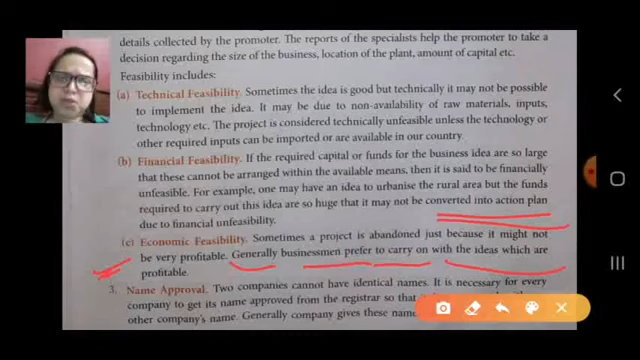 details collected by the promoter. The reports of the specialists help the promoter to take a
decision regarding the size of the business, location of the plant, amount of capital etc.
Feasibility includes:
(a) Technical Feasibility. Sometimes the idea is good but technically it may not be possible
to implement the idea. It may be due to non-availability of raw materials, inputs,
technology etc. The project is considered technically unfeasible unless the technology or
other required inputs can be imported or are available in our country.
(b) Financial Feasibility. If the required capital or funds for the business idea are so large
that these cannot be arranged within the available means, then it is said to be financially
unfeasible. For example, one may have an idea to urbanise the rural area but the funds
required to carry out this idea are so huge that it may not be converted into action plan
due to financial unfeasibility.
(c) Economic Feasibility. Sometimes a project is abandoned just because it might not
be very profitable. Generally businessmen prefer to carry on with the ideas which are
profitable.
3. Name Approval. Two companies cannot have identical names. It is necessary for every
company to get its name approved from the registrar so that
other company's name. Generally company gives these name